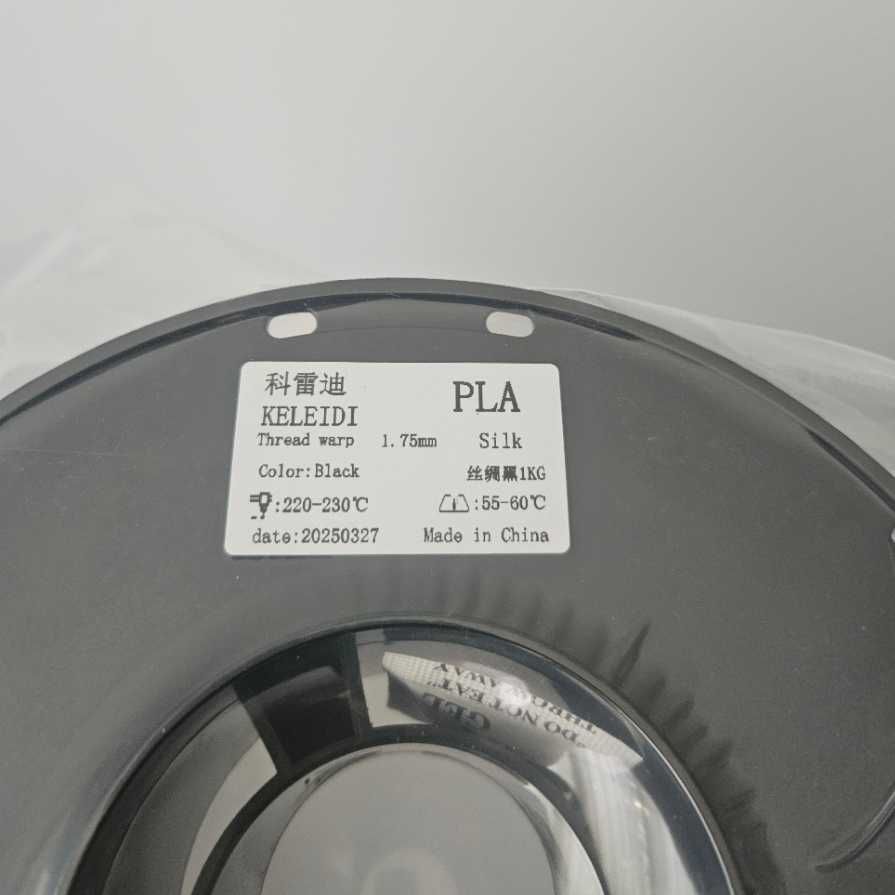 科雷迪
KELEIDI
PLA
Thread warp 1.75mm Silk
Color:Black 丝绸黑1KG
:220-230℃ :55-60℃
date:20250327 Made in China
GEL
"DO NOT EAT"
THROW AWAY